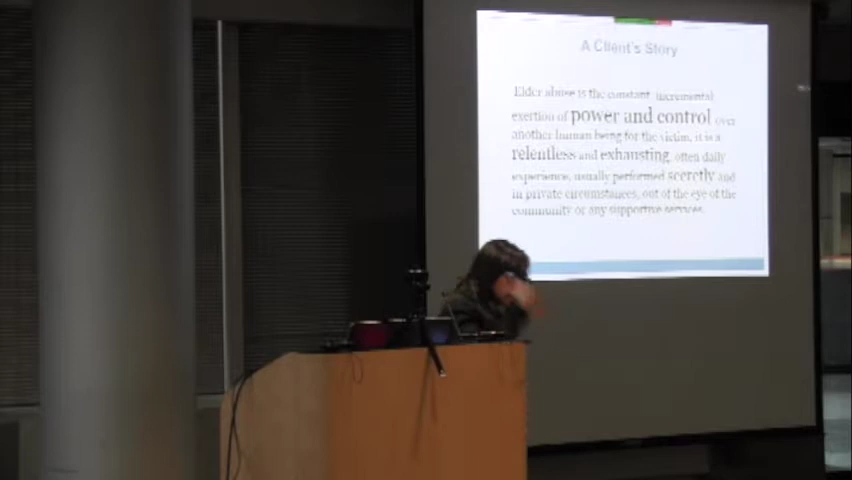 A Client's Story
Elder abuse is the constant incremental
exertion of power and control over
another human being for the victim, it is a
relentless and exhausting, often daily
experience, usually performed secretly and
in private circumstances, out of the eye of the
community or any supportive services.